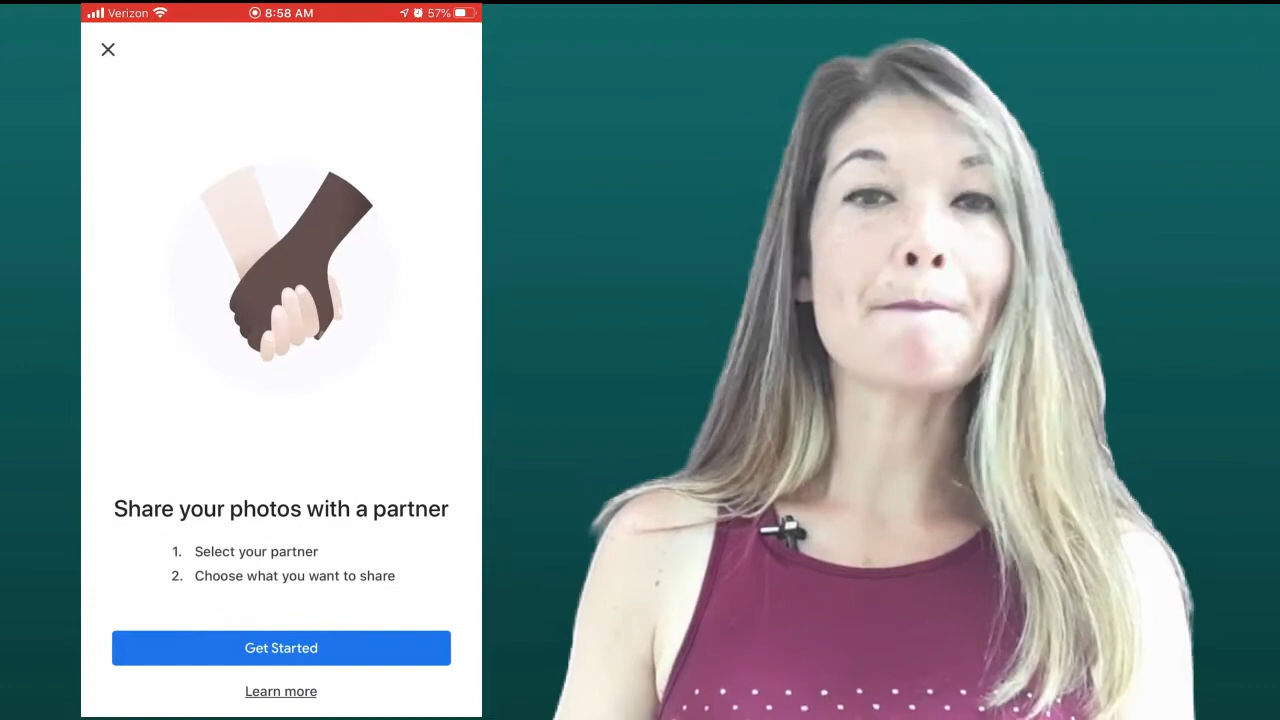 Verizon 8:58 AM 57%
Share your photos with a partner
1. Select your partner
2. Choose what you want to share
Get Started
Learn more